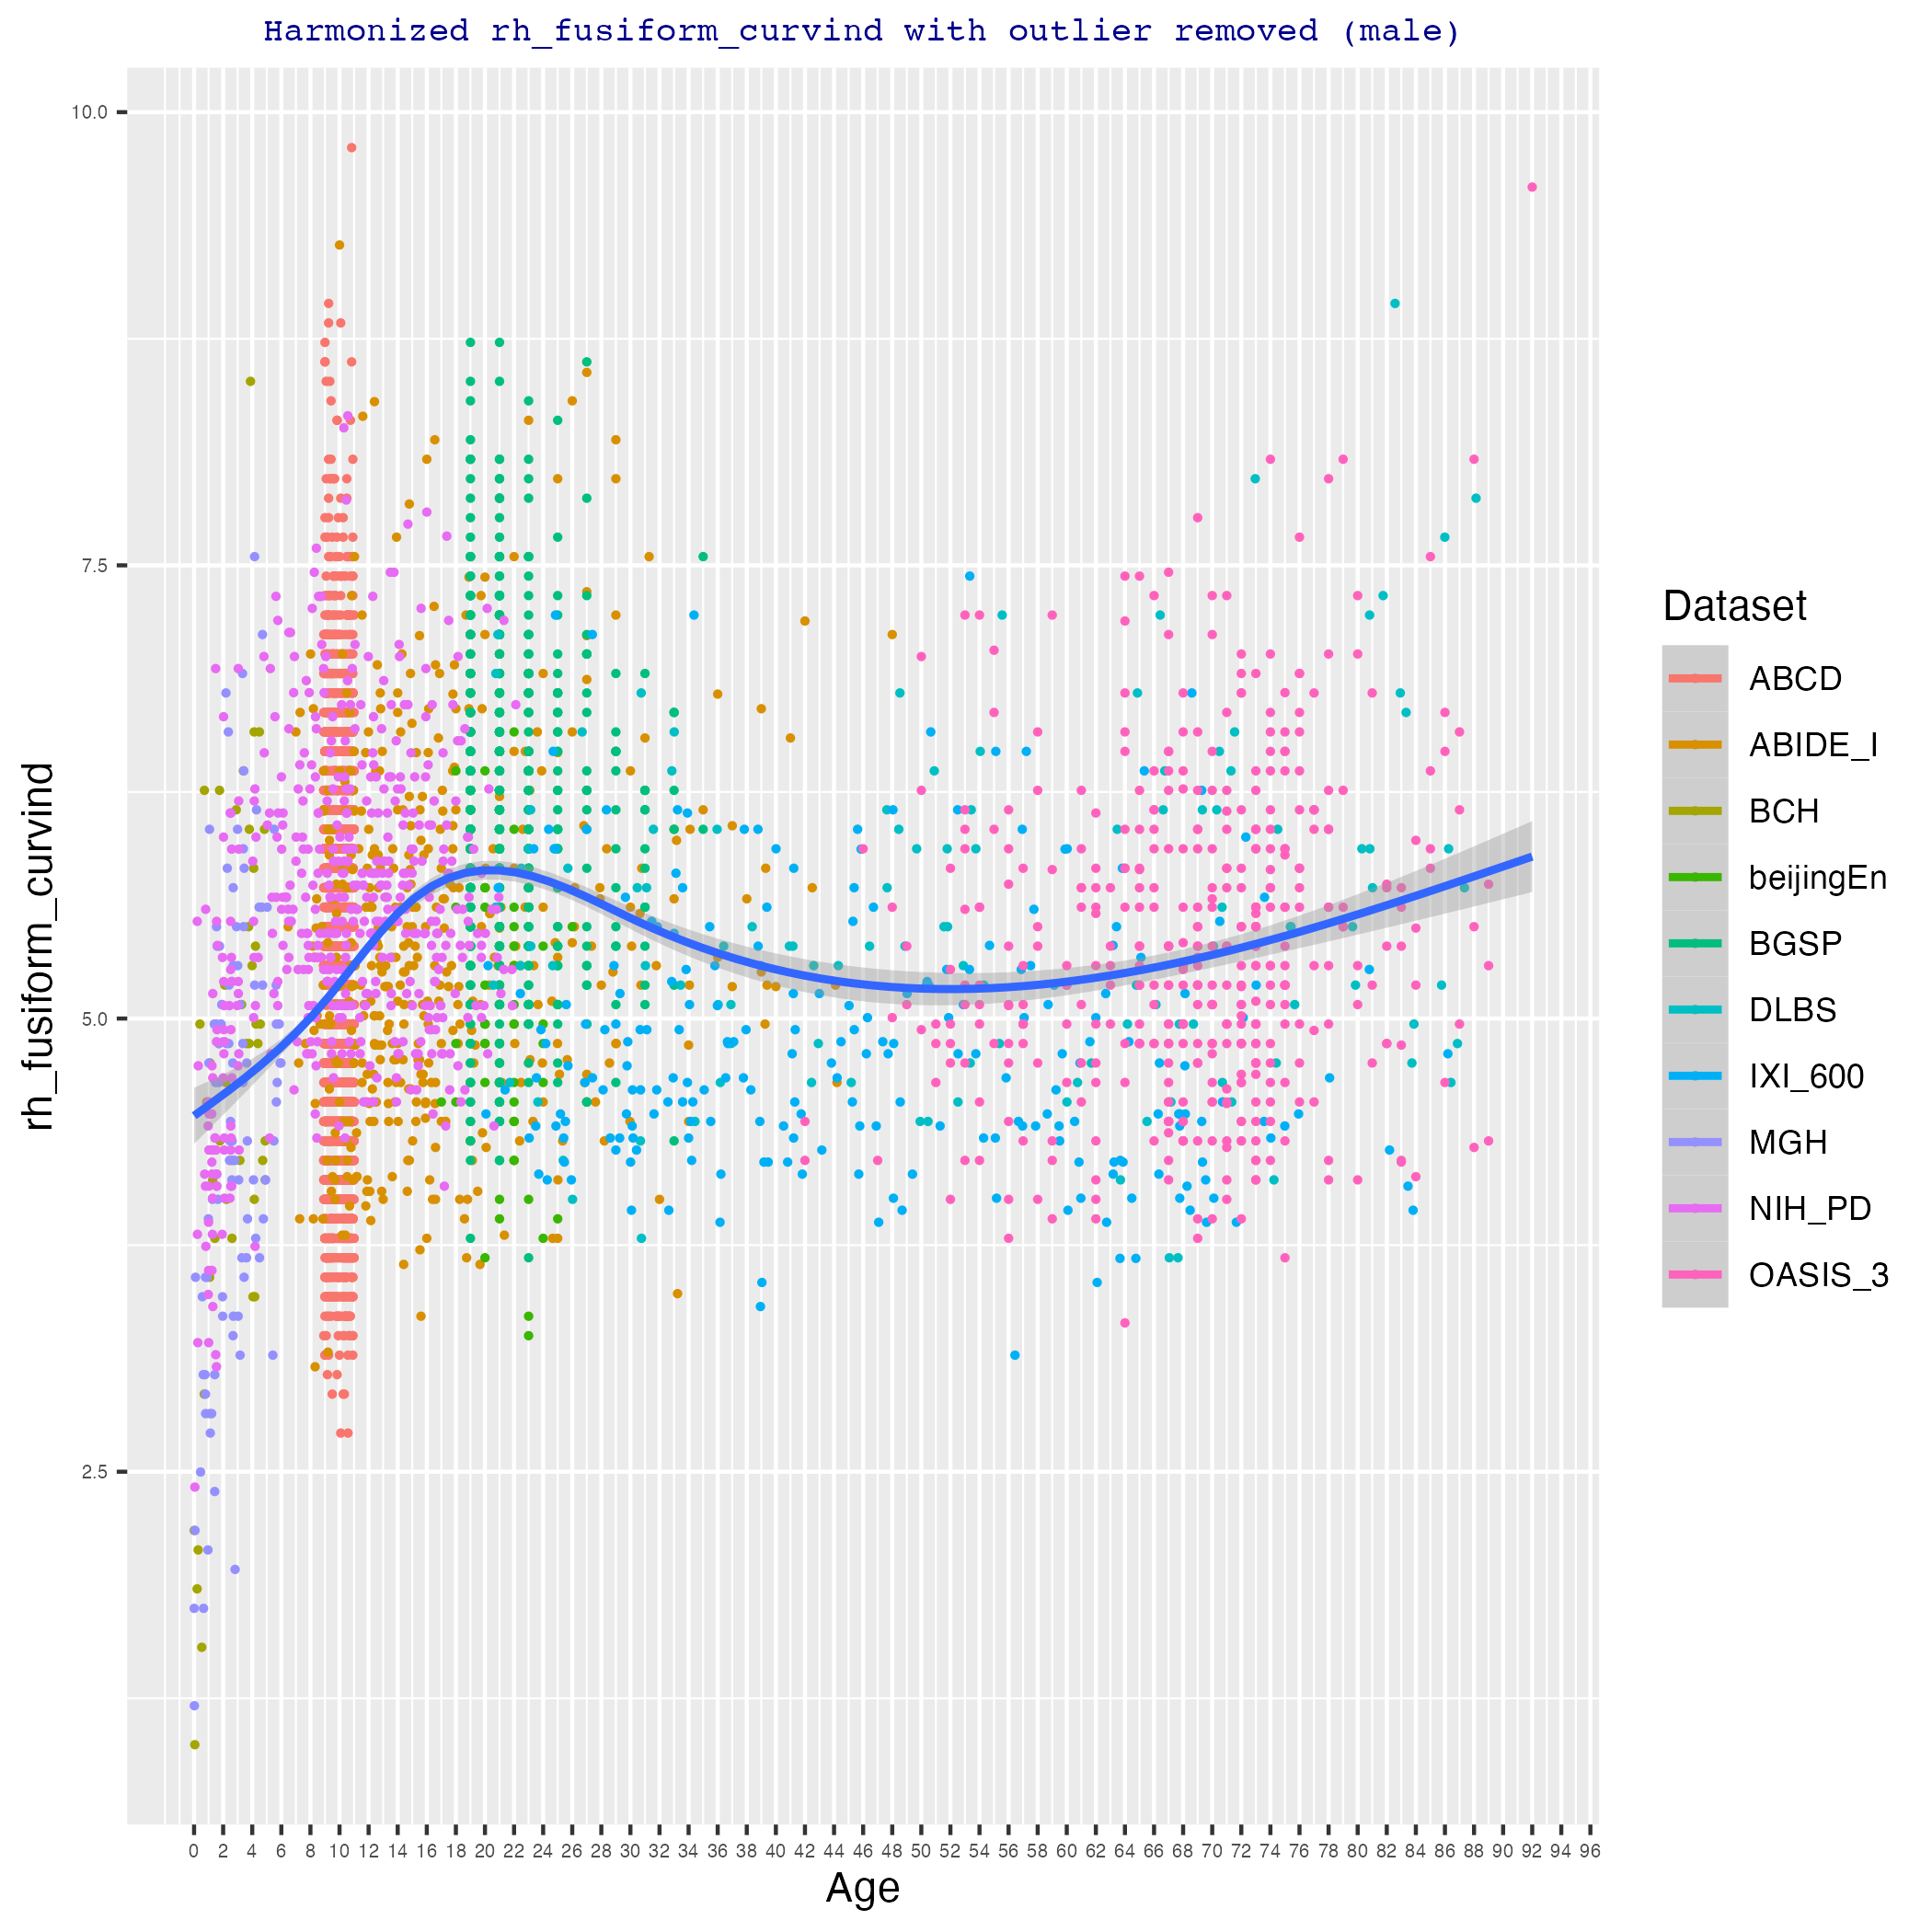 Harmonized rh_fusiform_curvind with outlier removed (male)
rh_fusiform_curvind
10.0
7.5
5.0
2.5
0 2 4 6 8 10 12 14 16 18 20 22 24 26 28 30 32 34 36 38 40 42 44 46 48 50 52 54 56 58 60 62 64 66 68 70 72 74 76 78 80 82 84 86 88 90 92 94 96
Age
Dataset
ABCD
ABIDE_I
BCH
beijingEn
BGSP
DLBS
IXI_600
MGH
NIH_PD
OASIS_3